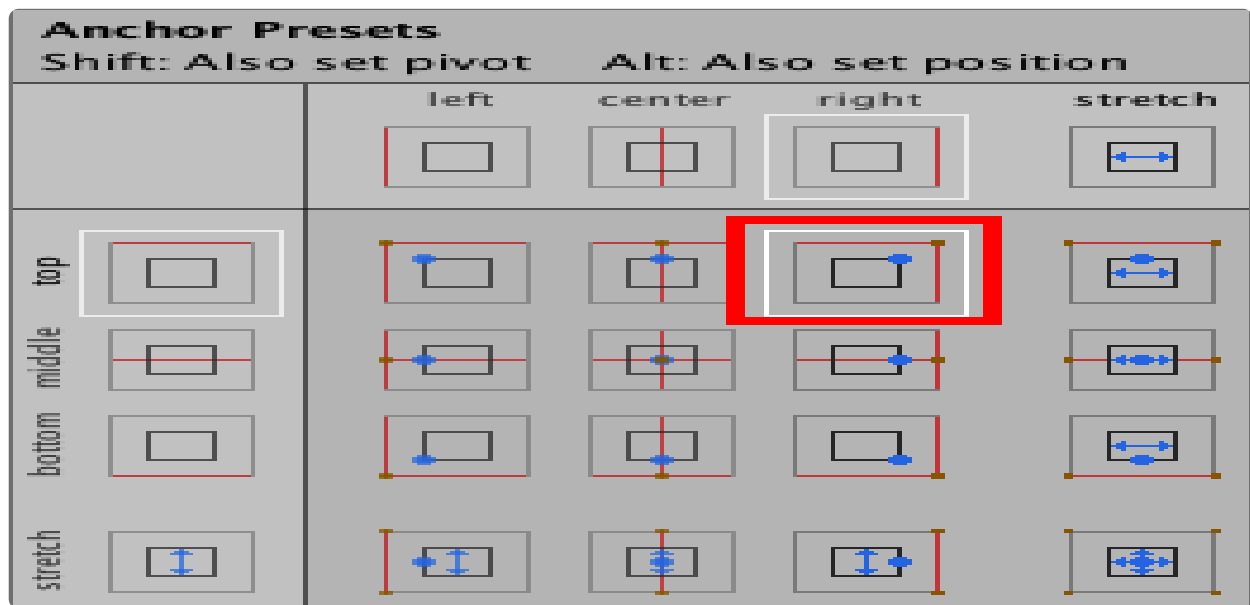 Anchor Presets
Shift: Also set pivot Alt: Also set position
left center right stretch
top
middle
bottom
stretch